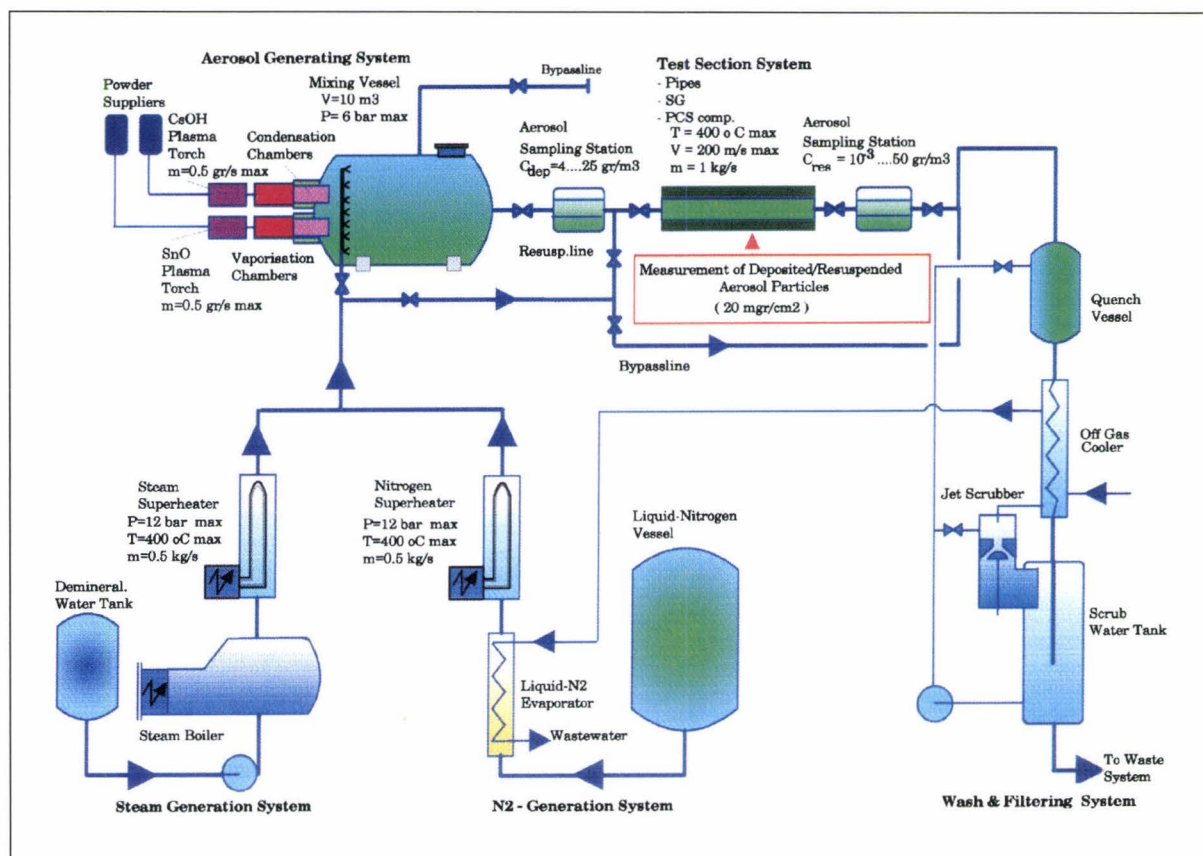 Aerosol Generating System
Powder
Suppliers
CsOH
Plasma
Torch
m=0.5 gr/s max
Condensation
Chambers
Mixing Vessel
V=10 m3
P= 6 bar max
Bypassline
Aerosol
Sampling Station
Cdep=4....25 gr/m3
Test Section System
- Pipes
- SG
- PCS comp.
T = 400 o C max
V = 200 m/s max
m = 1 kg/s
Aerosol
Sampling Station
Cres = 10-3 ....50 gr/m3
SnO
Plasma
Torch
m=0.5 gr/s max
Vaporisation
Chambers
Resusp.line
Measurement of Deposited/Resuspended
Aerosol Particles
( 20 mgr/cm2 )
Quench
Vessel
Bypassline
Off Gas
Cooler
Steam
Superheater
P=12 bar max
T=400 oC max
m=0.5 kg/s
Nitrogen
Superheater
P=12 bar max
T=400 oC max
m=0.5 kg/s
Liquid-Nitrogen
Vessel
Jet Scrubber
Demineral.
Water Tank
Scrub
Water Tank
Liquid-N2
Evaporator
Steam Boiler
Wastewater
To Waste
System
Steam Generation System
N2 - Generation System
Wash & Filtering System